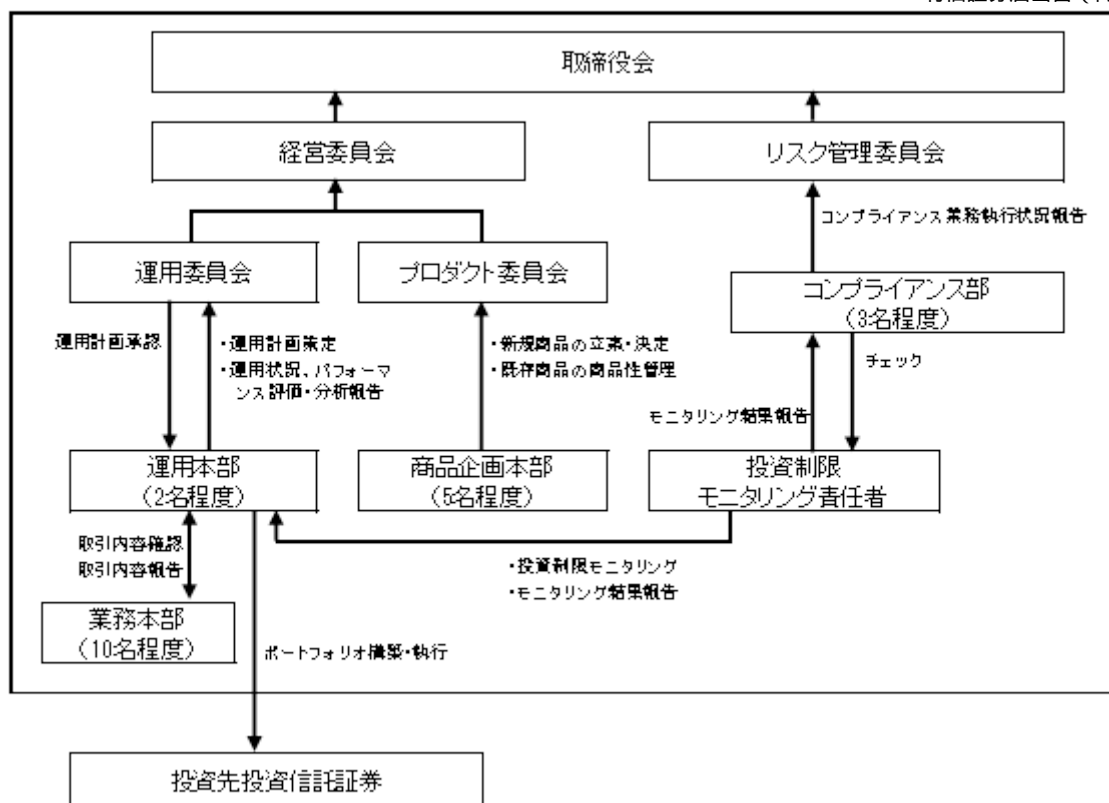 取締役会
経営委員会
リスク管理委員会
コンプライアンス業務執行状況報告
運用委員会
プロダクト委員会
コンプライアンス部
(3名程度)
運用計画承認
・運用計画策定
・運用状況、パフォーマ
ンス評価・分析報告
・新規商品の立案・決定
・既存商品の商品性管理
チェック
モニタリング結果報告
運用本部
(2名程度)
商品企画本部
(5名程度)
投資制限
モニタリング責任者
取引内容確認
取引内容報告
・投資制限モニタリング
・モニタリング結果報告
業務本部
(10名程度)
ポートフォリオ構築・執行
投資先投資信託証券